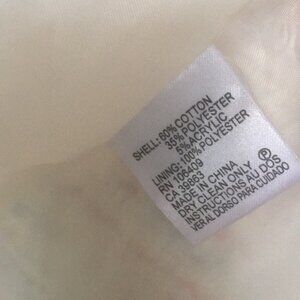 SHELL: 60% COTTON
35% POLYESTER
5% ACRYLIC
LINING: 100% POLYESTER
RN 106409
CA 39863
MADE IN CHINA
DRY CLEAN ONLY
INSTRUCTIONS AU DOS
VER AL DORSO PARA CUIDADO
P